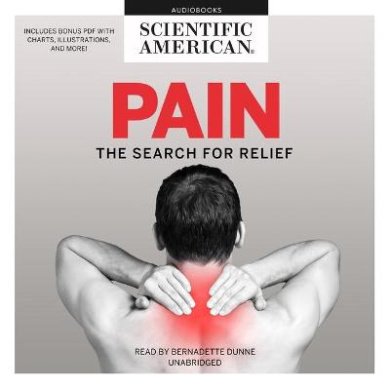 AUDIOBOOKS
SCIENTIFIC
AMERICAN®
INCLUDES BONUS PDF WITH
CHARTS, ILLUSTRATIONS,
AND MORE!
PAIN
THE SEARCH FOR RELIEF
READ BY BERNADETTE DUNNE
UNABRIDGED